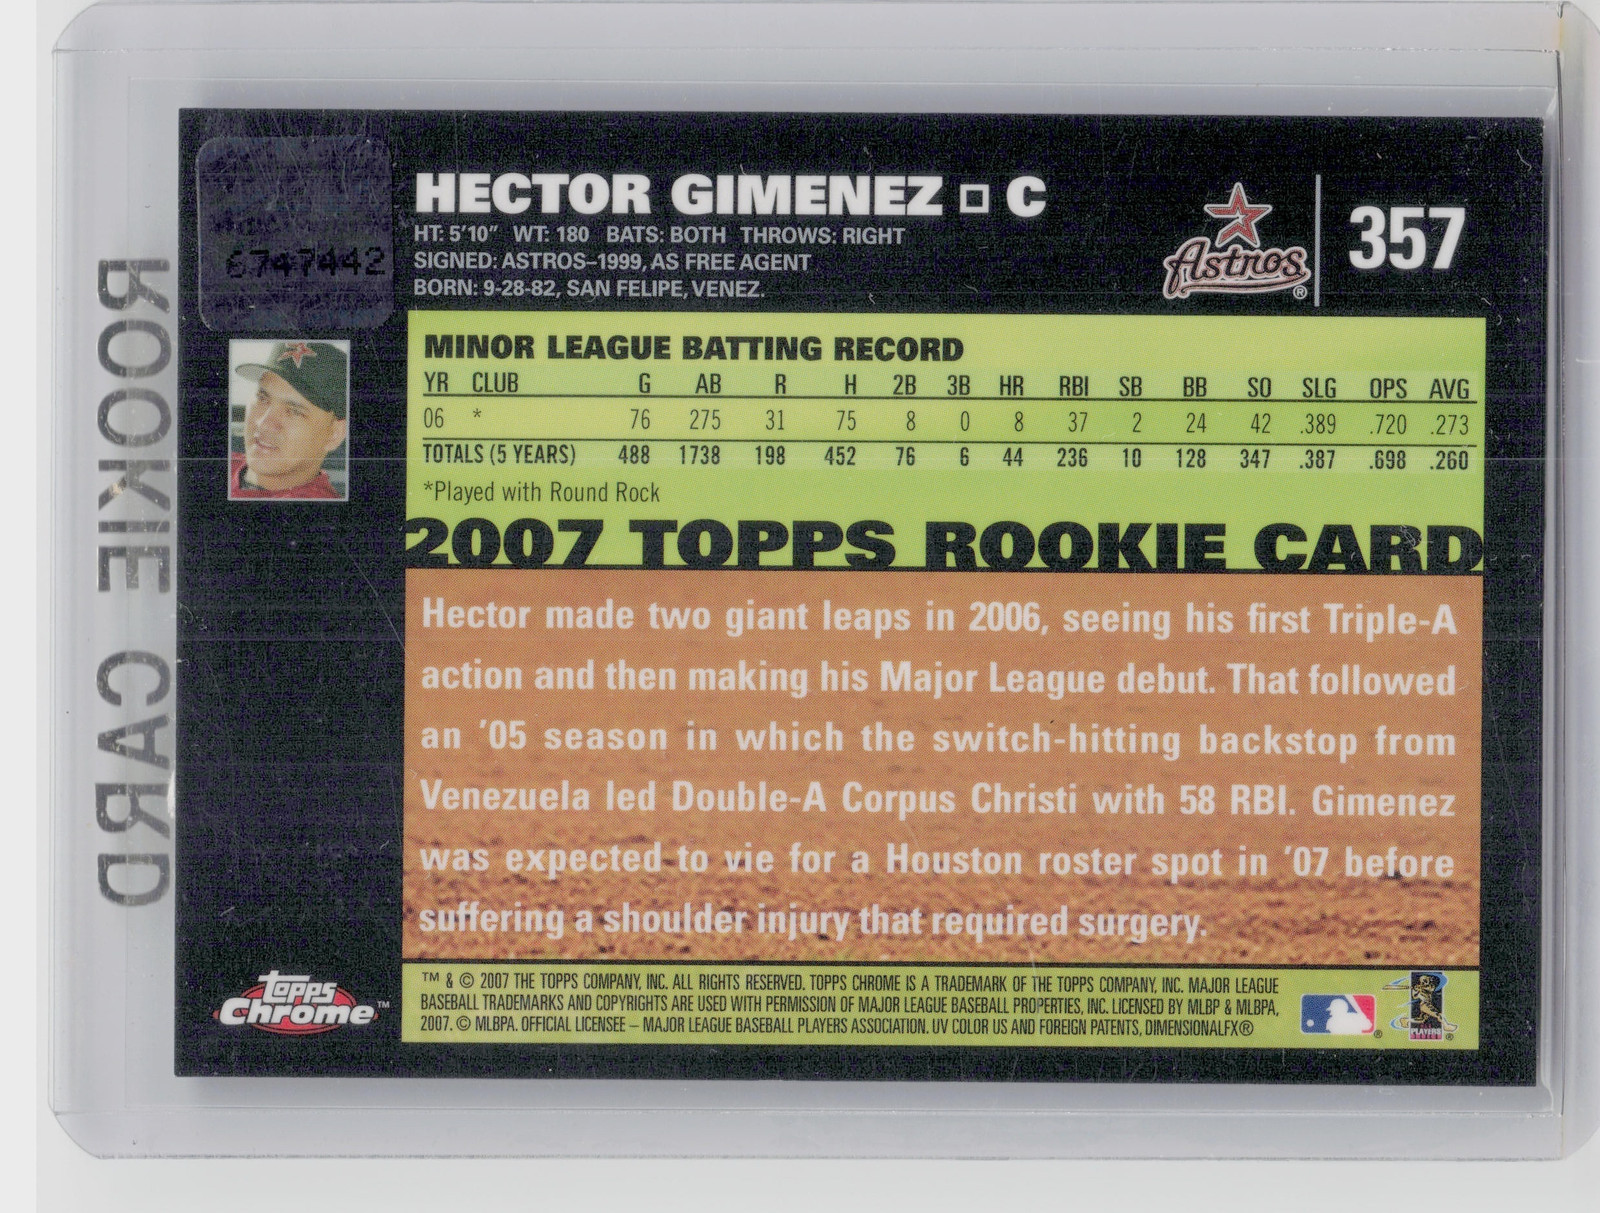 HECTOR GIMENEZ □ C
HT: 5'10" WT: 180 BATS: BOTH THROWS: RIGHT
SIGNED: ASTROS–1999, AS FREE AGENT
BORN: 9-28-82, SAN FELIPE, VENEZ.
Astros®
357
6747442
ROOKIE CARD
MINOR LEAGUE BATTING RECORD
YR CLUB G AB R H 2B 3B HR RBI SB BB SO SLG OPS AVG
06 * 76 275 31 75 8 0 8 37 2 24 42 .389 .720 .273
TOTALS (5 YEARS) 488 1738 198 452 76 6 44 236 10 128 347 .387 .698 .260
*Played with Round Rock
2007 TOPPS ROOKIE CARD
Hector made two giant leaps in 2006, seeing his first Triple-A
action and then making his Major League debut. That followed
an '05 season in which the switch-hitting backstop from
Venezuela led Double-A Corpus Christi with 58 RBI. Gimenez
was expected to vie for a Houston roster spot in '07 before
suffering a shoulder injury that required surgery.
Topps
Chrome™
™ & © 2007 THE TOPPS COMPANY, INC. ALL RIGHTS RESERVED. TOPPS CHROME IS A TRADEMARK OF THE TOPPS COMPANY, INC. MAJOR LEAGUE
BASEBALL TRADEMARKS AND COPYRIGHTS ARE USED WITH PERMISSION OF MAJOR LEAGUE BASEBALL PROPERTIES, INC. LICENSED BY MLBP & MLBPA,
2007. © MLBPA. OFFICIAL LICENSEE – MAJOR LEAGUE BASEBALL PLAYERS ASSOCIATION. UV COLOR US AND FOREIGN PATENTS, DIMENSIONALFX®
PLAYERS